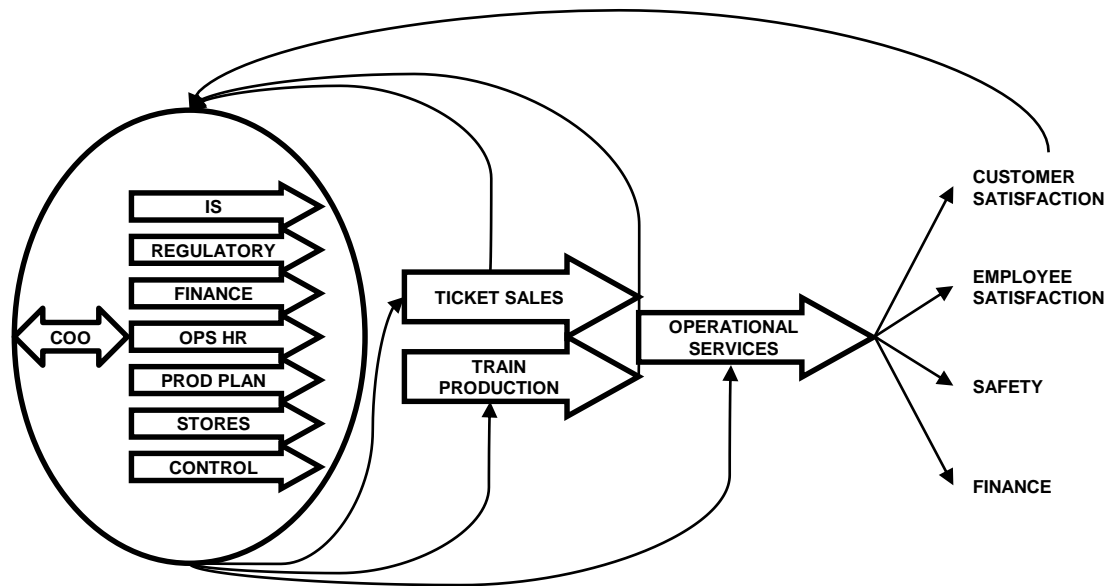 IS
REGULATORY
FINANCE
COO
OPS HR
PROD PLAN
STORES
CONTROL
TICKET SALES
TRAIN
PRODUCTION
OPERATIONAL
SERVICES
CUSTOMER
SATISFACTION
EMPLOYEE
SATISFACTION
SAFETY
FINANCE